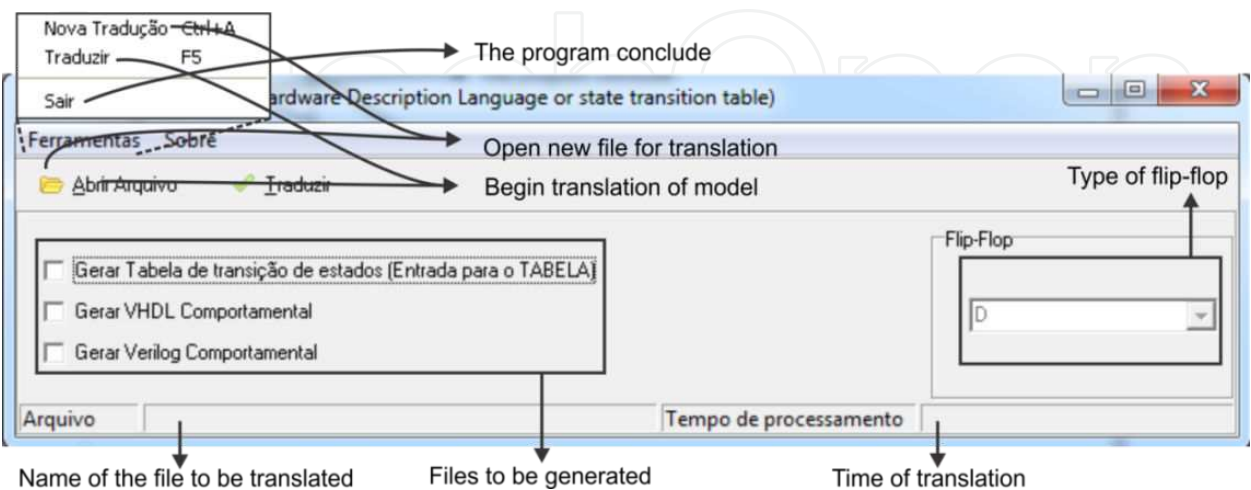 Nova Tradução Ctrl+A
Traduzir F5
Sair
The program conclude
ardware Description Language or state transition table)
Ferramentas Sobre
Open new file for translation
Abrir Arquivo Traduzir
Begin translation of model
Type of flip-flop
Flip-Flop
Gerar Tabela de transição de estados (Entrada para o TABELA)
Gerar VHDL Comportamental
D
Gerar Verilog Comportamental
Arquivo
Tempo de processamento
Name of the file to be translated
Files to be generated
Time of translation